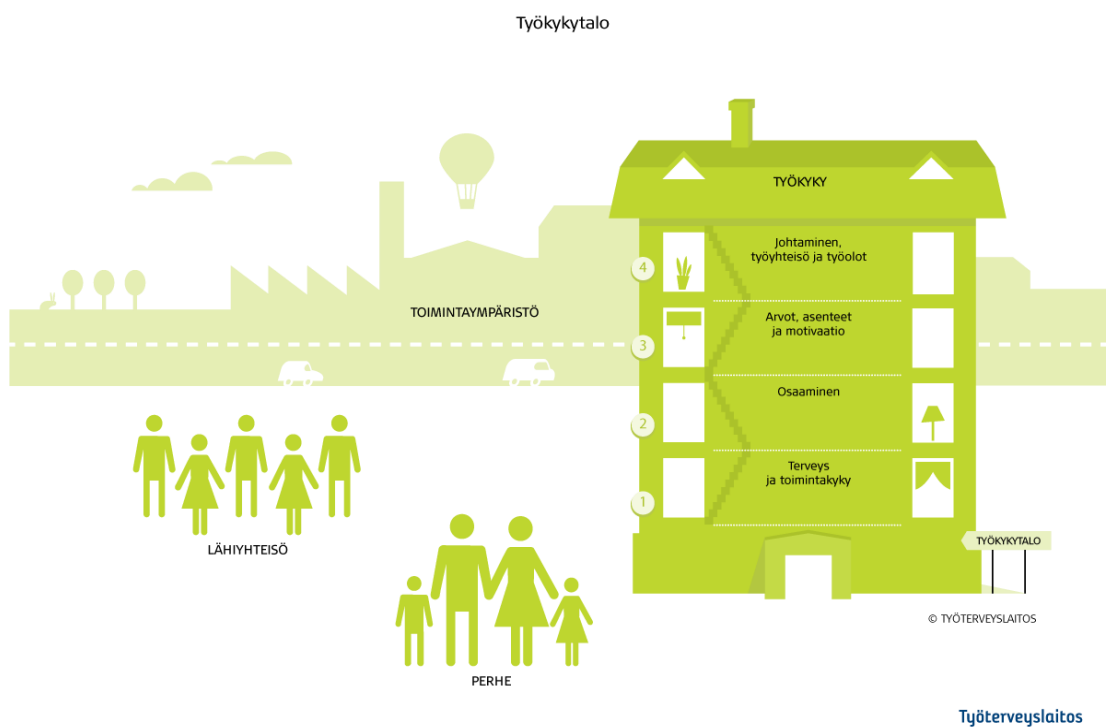 Työkykytalo
TYÖKYKY
4
Johtaminen,
työyhteisö ja työolot
TOIMINTAYMPÄRISTÖ
3
Arvot, asenteet
ja motivaatio
2
Osaaminen
1
Terveys
ja toimintakyky
LÄHIYHTEISÖ
PERHE
TYÖKYKYTALO
© TYÖTERVEYSLAITOS
Työterveyslaitos